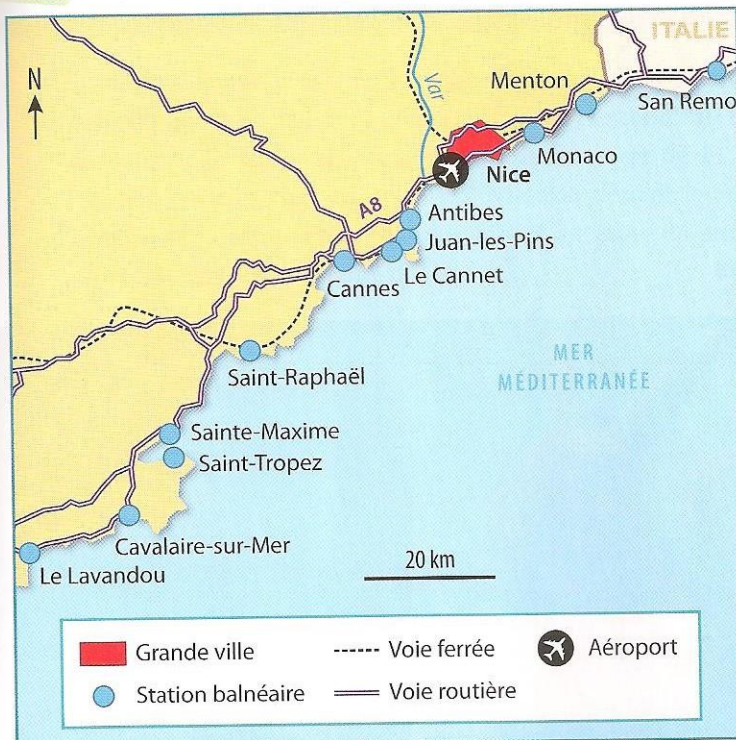 ITALIE
N
Var
Menton
San Remo
Monaco
Nice
A8
Antibes
Juan-les-Pins
Le Cannet
Cannes
MER
MÉDITERRANÉE
Saint-Raphaël
Sainte-Maxime
Saint-Tropez
Cavalaire-sur-Mer
20 km
Le Lavandou
Grande ville
Voie ferrée
Aéroport
Station balnéaire
Voie routière